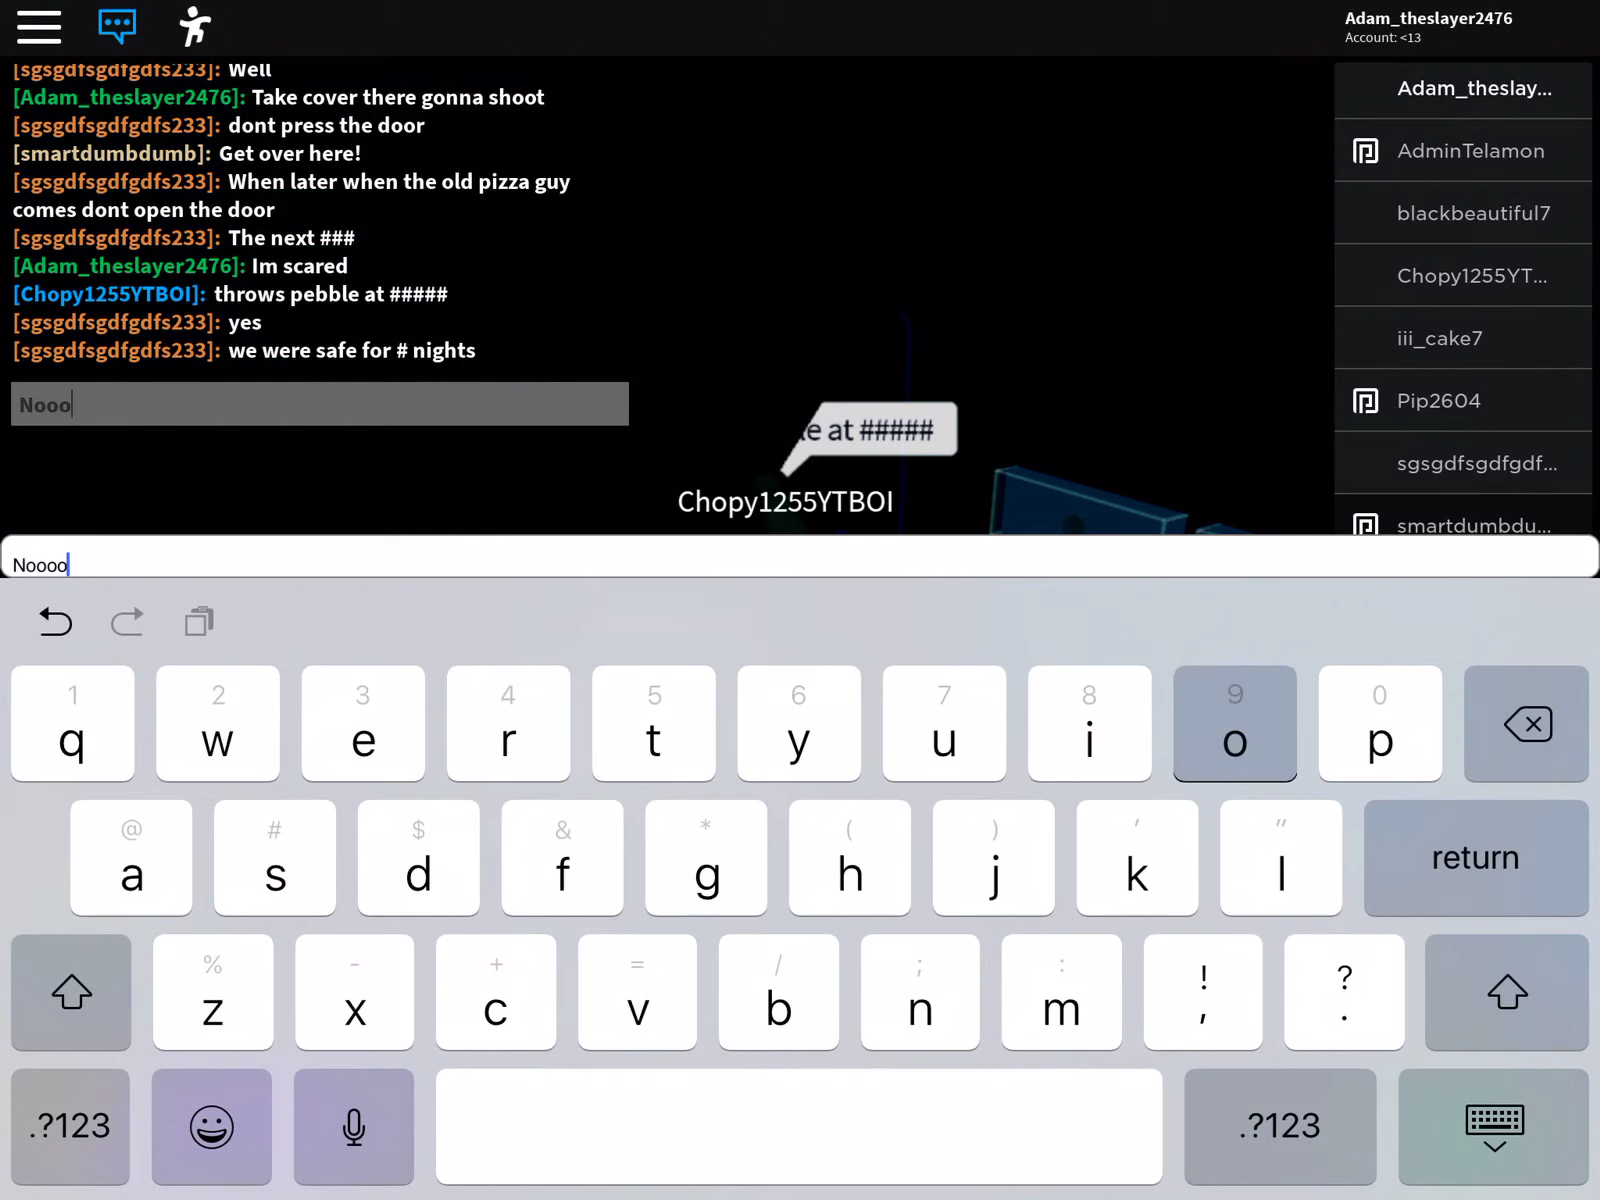 Adam_theslayer2476
Account: <13
[sgsgdfsgdfgdfs233]: Well
[Adam_theslayer2476]: Take cover there gonna shoot
[sgsgdfsgdfgdfs233]: dont press the door
[smartdumbdumb]: Get over here!
[sgsgdfsgdfgdfs233]: When later when the old pizza guy
comes dont open the door
[sgsgdfsgdfgdfs233]: The next ###
[Adam_theslayer2476]: Im scared
[Chopy1255YTBOI]: throws pebble at #####
[sgsgdfsgdfgdfs233]: yes
[sgsgdfsgdfgdfs233]: we were safe for # nights
Nooo
Adam_theslay...
AdminTelamon
blackbeautiful7
Chopy1255YT...
iii_cake7
Pip2604
sgsgdfsgdfgdf...
smartdumbdu...
e at #####
Chopy1255YTBOI
Noooo
1 2 3 4 5 6 7 8 9 0
q w e r t y u i o p
@ # $ & * ( ) ' "
a s d f g h j k l return
% - + = / ; : ! ?
z x c v b n m , .
.?123 .?123